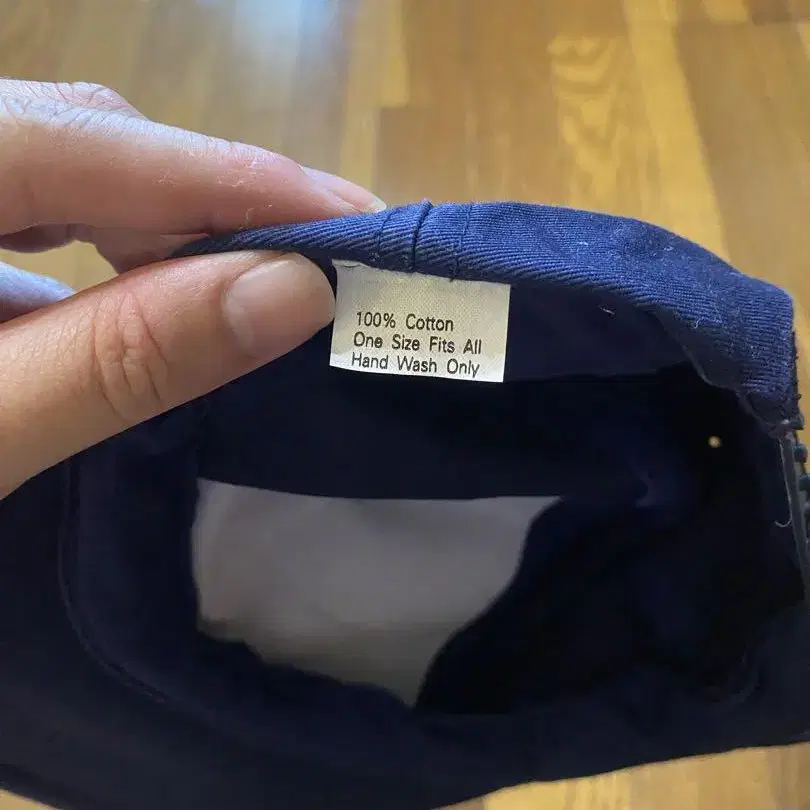 100% Cotton
One Size Fits All
Hand Wash Only